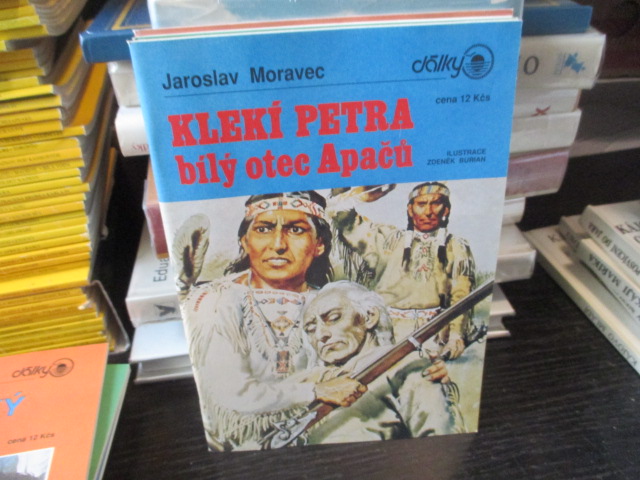 Jaroslav Moravec
dálky
cena 12 Kčs
KLEKÍ PETRA
bílý otec Apačů
ILUSTRACE
ZDENĚK BURIAN
dálky
cena 12 Kčs